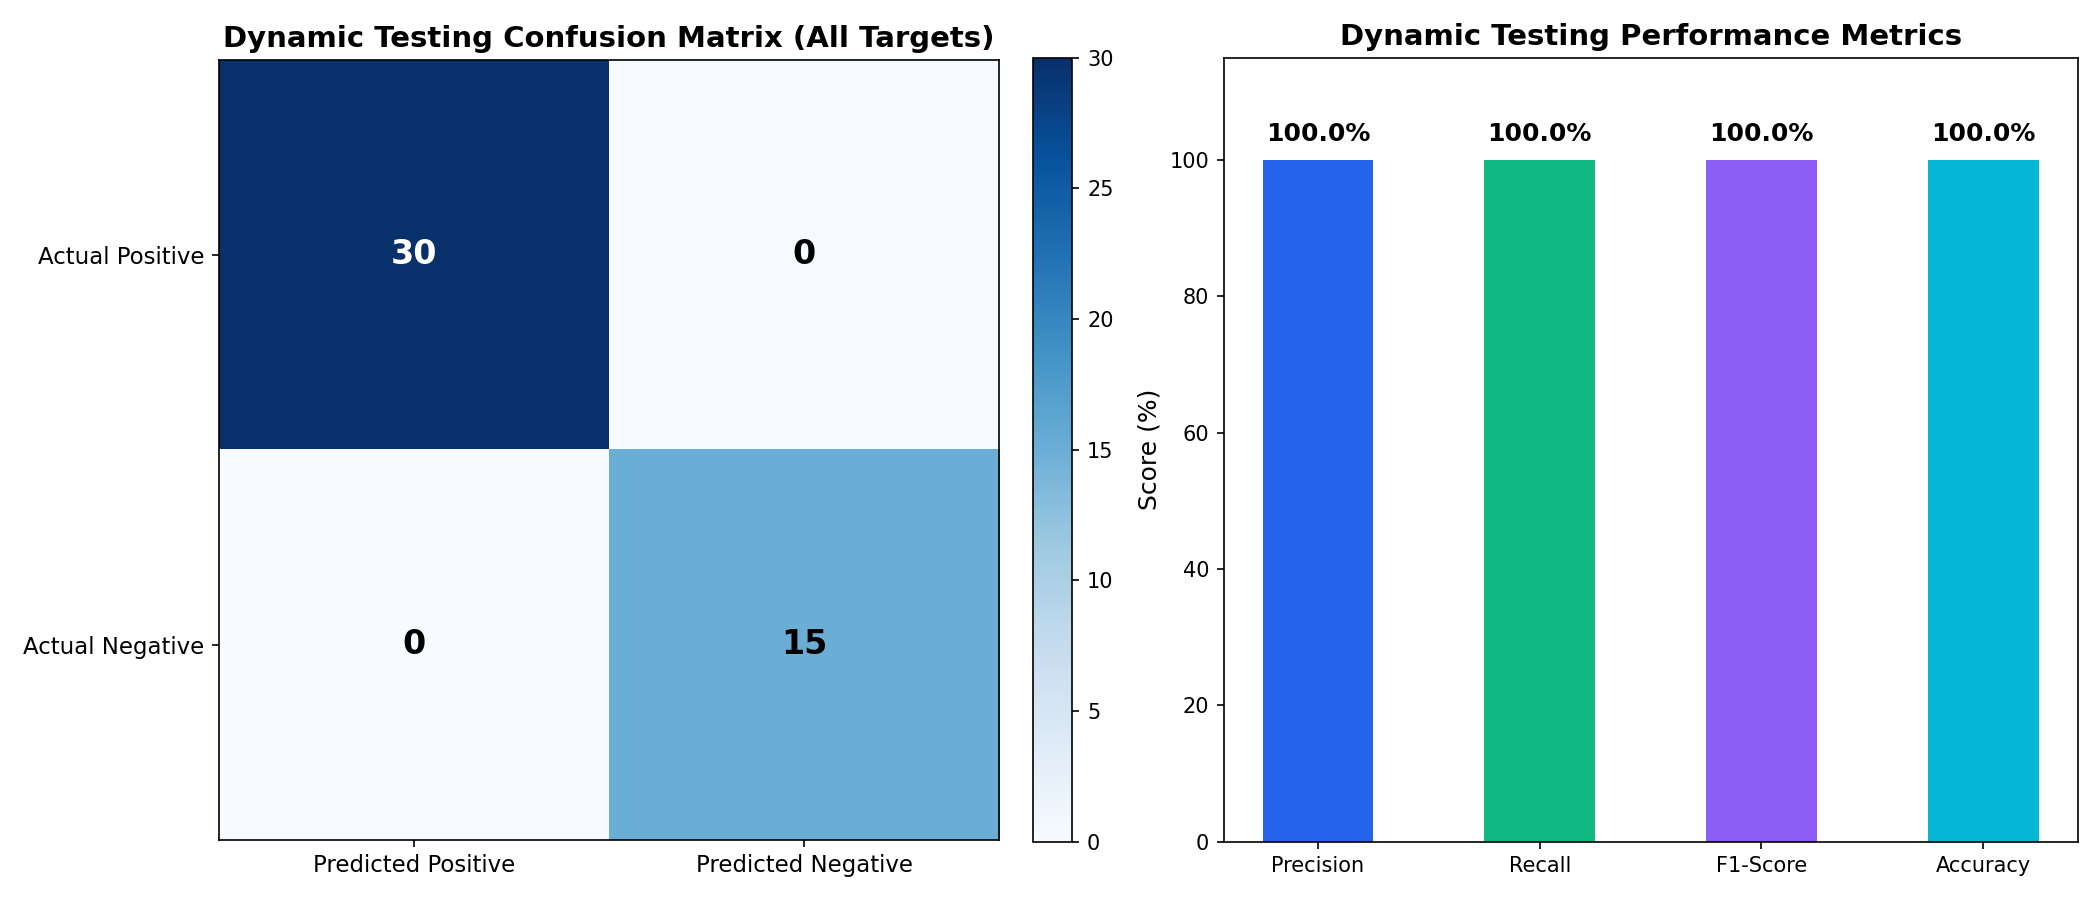 Dynamic Testing Confusion Matrix (All Targets)
Actual Positive
Actual Negative
30
0
0
15
Predicted Positive
Predicted Negative
30
25
20
15
10
5
0
Dynamic Testing Performance Metrics
Score (%)
100
80
60
40
20
0
100.0%
100.0%
100.0%
100.0%
Precision
Recall
F1-Score
Accuracy